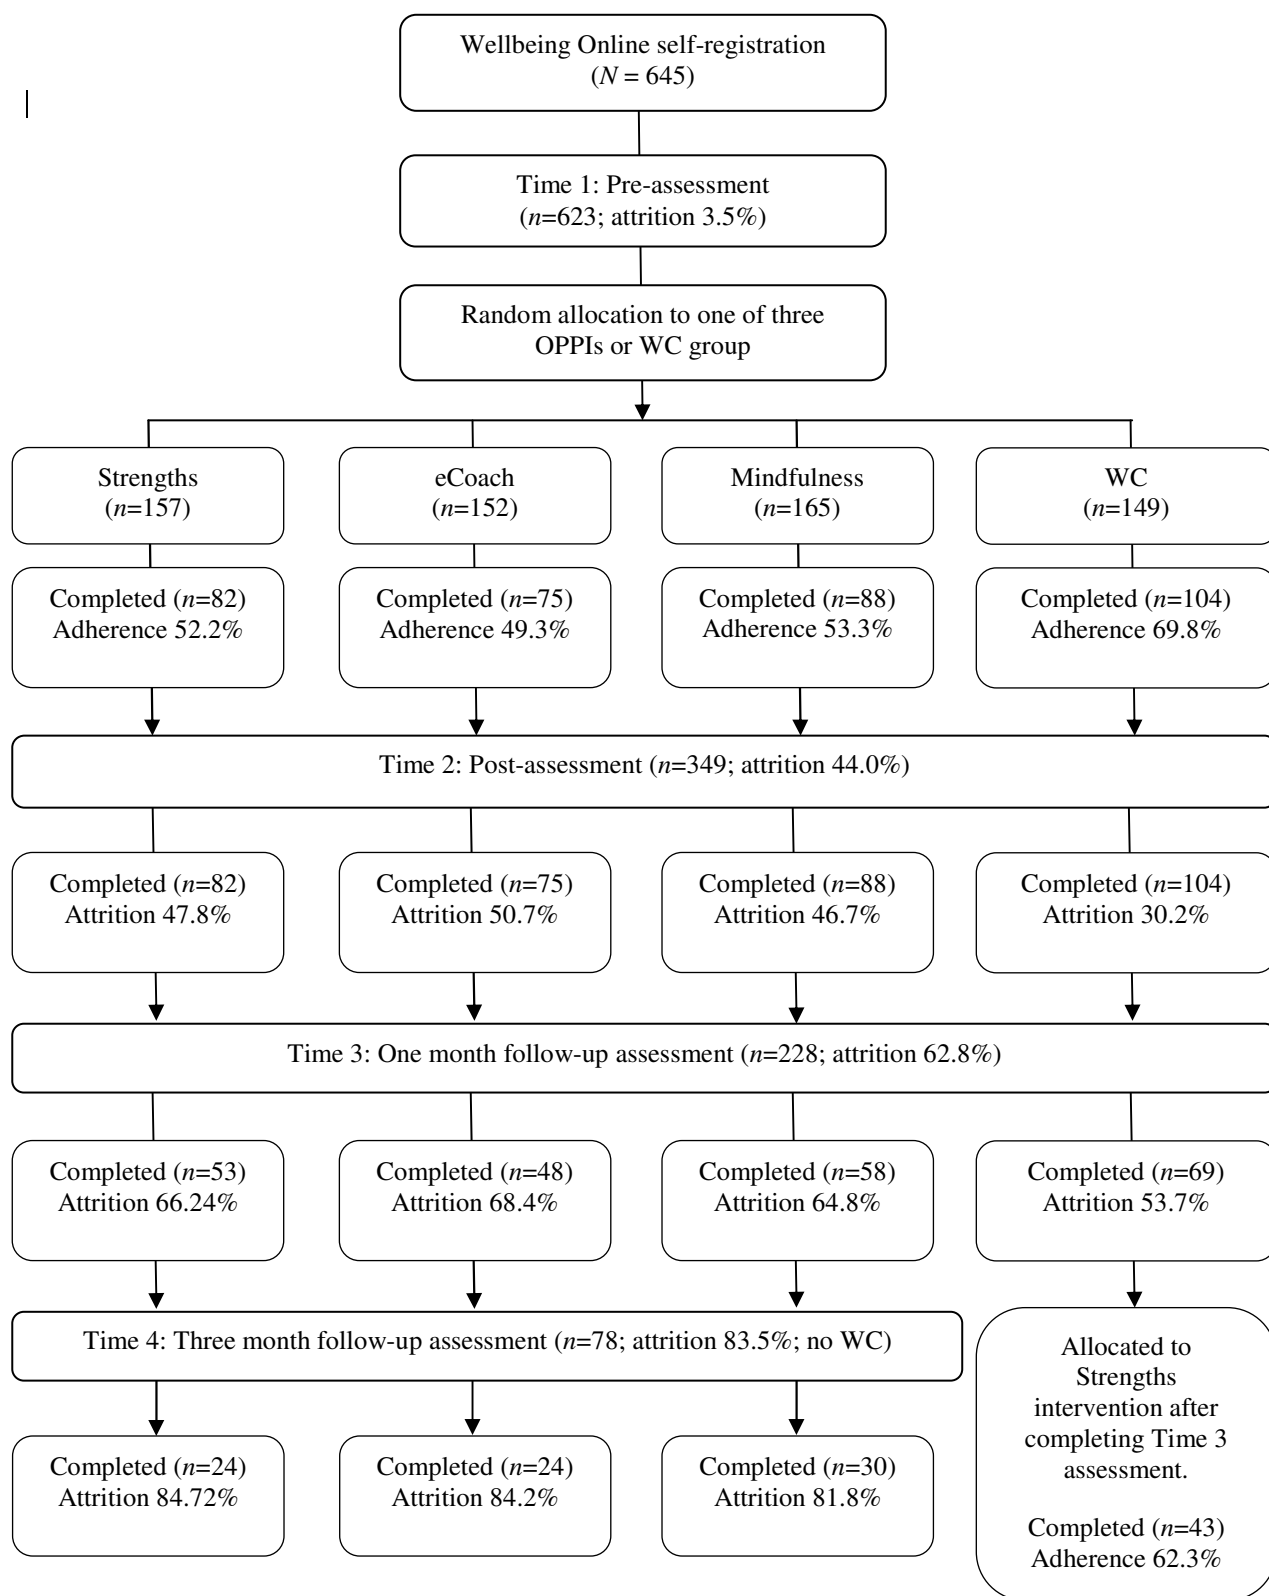 Wellbeing Online self-registration
(N = 645)
Time 1: Pre-assessment
(n=623; attrition 3.5%)
Random allocation to one of three
OPPIs or WC group
Strengths
(n=157)
eCoach
(n=152)
Mindfulness
(n=165)
WC
(n=149)
Completed (n=82)
Adherence 52.2%
Completed (n=75)
Adherence 49.3%
Completed (n=88)
Adherence 53.3%
Completed (n=104)
Adherence 69.8%
Time 2: Post-assessment (n=349; attrition 44.0%)
Completed (n=82)
Attrition 47.8%
Completed (n=75)
Attrition 50.7%
Completed (n=88)
Attrition 46.7%
Completed (n=104)
Attrition 30.2%
Time 3: One month follow-up assessment (n=228; attrition 62.8%)
Completed (n=53)
Attrition 66.24%
Completed (n=48)
Attrition 68.4%
Completed (n=58)
Attrition 64.8%
Completed (n=69)
Attrition 53.7%
Time 4: Three month follow-up assessment (n=78; attrition 83.5%; no WC)
Completed (n=24)
Attrition 84.72%
Completed (n=24)
Attrition 84.2%
Completed (n=30)
Attrition 81.8%
Allocated to
Strengths
intervention after
completing Time 3
assessment.
Completed (n=43)
Adherence 62.3%